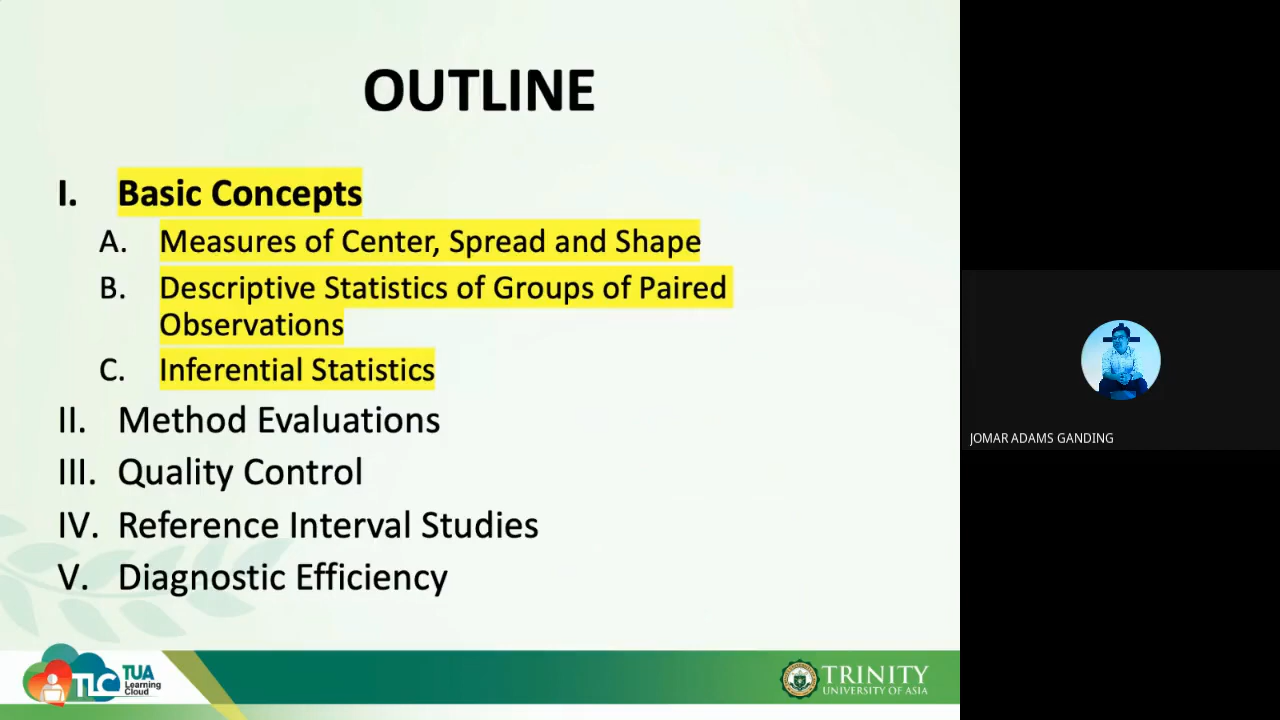 OUTLINE
I. Basic Concepts
A. Measures of Center, Spread and Shape
B. Descriptive Statistics of Groups of Paired
Observations
C. Inferential Statistics
II. Method Evaluations
III. Quality Control
IV. Reference Interval Studies
V. Diagnostic Efficiency
JOMAR ADAMS GANDING
TLC
TUA
Learning
Cloud
TRINITY
UNIVERSITY OF ASIA